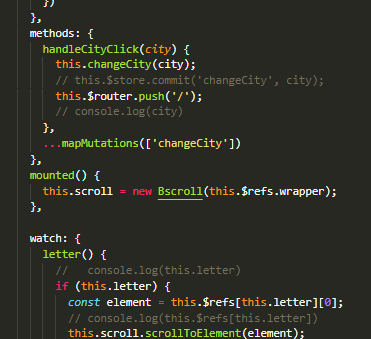 })
},
methods: {
handleCityClick(city) {
this.changeCity(city);
// this.$store.commit('changeCity', city);
this.$router.push('/');
// console.log(city)
},
...mapMutations(['changeCity'])
},
mounted() {
this.scroll = new Bscroll(this.$refs.wrapper);
},
watch: {
letter() {
//   console.log(this.letter)
if (this.letter) {
const element = this.$refs[this.letter][0];
// console.log(this.$refs[this.letter])
this.scroll.scrollToElement(element);